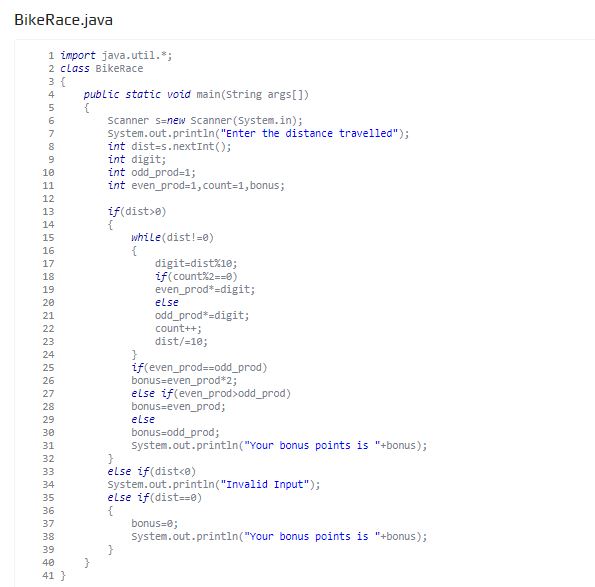 BikeRace.java
1 import java.util.*;
2 class BikeRace
3 {
4 public static void main(String args[])
5 {
6 Scanner s=new Scanner(System.in);
7 System.out.println("Enter the distance travelled");
8 int dist=s.nextInt();
9 int digit;
10 int odd_prod=1;
11 int even_prod=1,count=1,bonus;
12
13 if(dist>0)
14 {
15 while(dist!=0)
16 {
17 digit=dist%10;
18 if(count%2==0)
19 even_prod*=digit;
20 else
21 odd_prod*=digit;
22 count++;
23 dist/=10;
24 }
25 if(even_prod==odd_prod)
26 bonus=even_prod*2;
27 else if(even_prod>odd_prod)
28 bonus=even_prod;
29 else
30 bonus=odd_prod;
31 System.out.println("Your bonus points is "+bonus);
32 }
33 else if(dist<0)
34 System.out.println("Invalid Input");
35 else if(dist==0)
36 {
37 bonus=0;
38 System.out.println("Your bonus points is "+bonus);
39 }
40 }
41 }